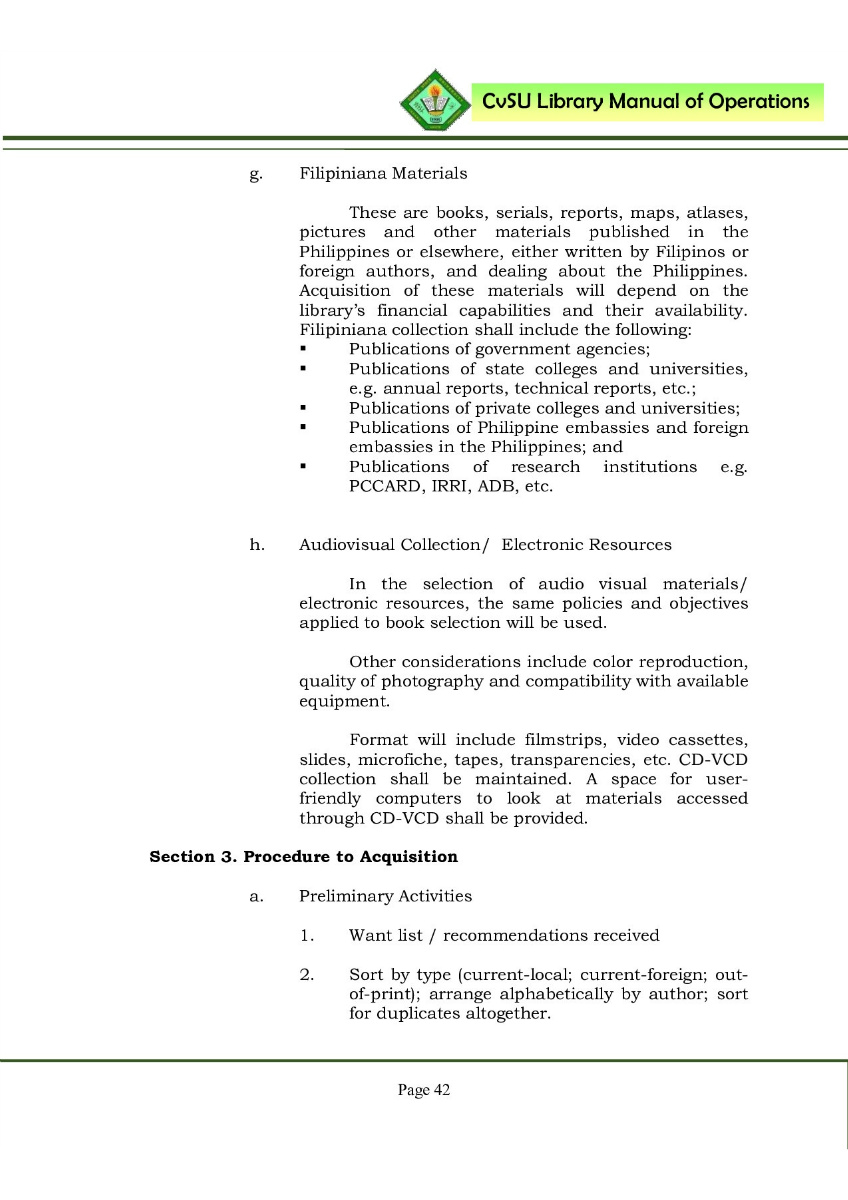 CvSU Library Manual of Operations
g. Filipiniana Materials
These are books, serials, reports, maps, atlases,
pictures and other materials published in the
Philippines or elsewhere, either written by Filipinos or
foreign authors, and dealing about the Philippines.
Acquisition of these materials will depend on the
library’s financial capabilities and their availability.
Filipiniana collection shall include the following:
▪ Publications of government agencies;
▪ Publications of state colleges and universities,
e.g. annual reports, technical reports, etc.;
▪ Publications of private colleges and universities;
▪ Publications of Philippine embassies and foreign
embassies in the Philippines; and
▪ Publications of research institutions e.g.
PCCARD, IRRI, ADB, etc.
h. Audiovisual Collection/ Electronic Resources
In the selection of audio visual materials/
electronic resources, the same policies and objectives
applied to book selection will be used.
Other considerations include color reproduction,
quality of photography and compatibility with available
equipment.
Format will include filmstrips, video cassettes,
slides, microfiche, tapes, transparencies, etc. CD-VCD
collection shall be maintained. A space for user-
friendly computers to look at materials accessed
through CD-VCD shall be provided.
Section 3. Procedure to Acquisition
a. Preliminary Activities
1. Want list / recommendations received
2. Sort by type (current-local; current-foreign; out-
of-print); arrange alphabetically by author; sort
for duplicates altogether.
Page 42